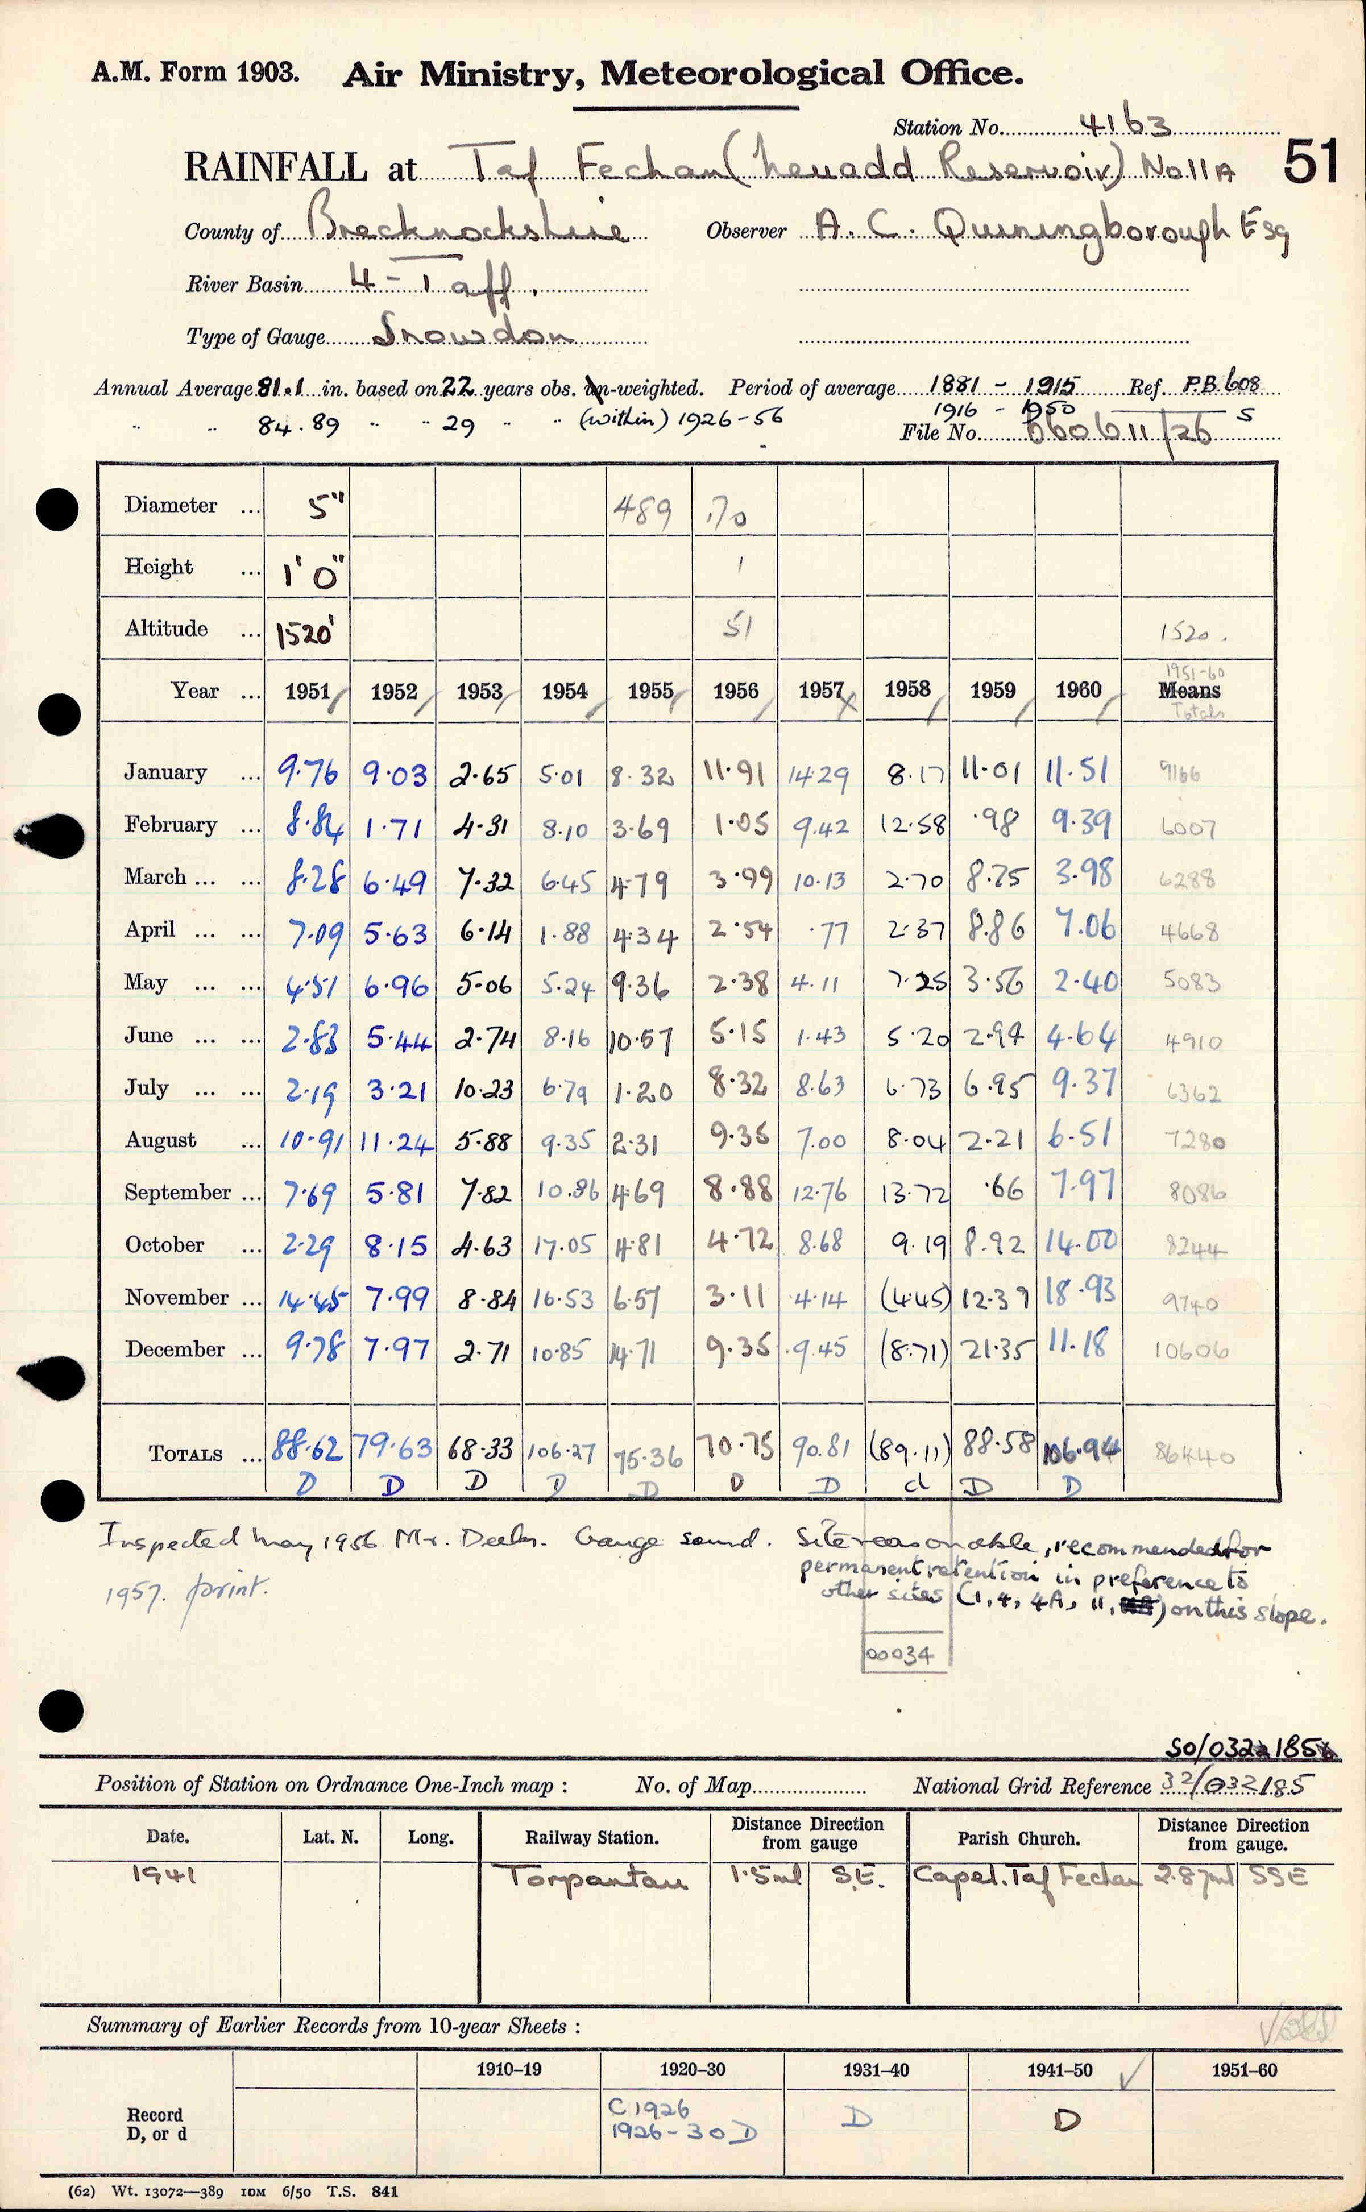 A.M. Form 1903. Air Ministry, Meteorological Office.
Station No. 4163
RAINFALL at Taf Fechan (Neuadd Reservoir) No 11A 51
County of Brecknockshire Observer A. C. Quiningborough Esq
River Basin 4 - Taff.
Type of Gauge Snowdon
Annual Average 81.1 in. based on 22 years obs. un-weighted. Period of average 1881 - 1915 Ref. P.B. 608
" " 84.89 " " 29 " " (within) 1926-56 1916 - 1950 S
File No. 660611/26
Diameter ... 5" 489 .70
Height ... 1' 0" 1
Altitude ... 1520' 51 1520.
1951-60
Year ... 1951 1952 1953 1954 1955 1956 1957 1958 1959 1960 Means
Totals
January ... 9.76 9.03 2.65 5.01 8.32 11.91 14.29 8.17 11.01 11.51 9166
February ... 8.84 1.71 4.31 8.10 3.69 1.05 9.42 12.58 .98 9.39 6007
March ... ... 8.28 6.49 7.32 6.45 4.79 3.99 10.13 2.70 8.75 3.98 6288
April ... ... 7.09 5.63 6.14 1.88 4.34 2.54 .77 2.37 8.86 7.06 4668
May ... ... 4.51 6.96 5.06 5.24 9.36 2.38 4.11 7.25 3.56 2.40 5083
June ... ... 2.83 5.44 2.74 8.16 10.57 5.15 1.43 5.20 2.94 4.64 4910
July ... ... 2.19 3.21 10.23 6.79 1.20 8.32 8.63 6.73 6.95 9.37 6362
August ... 10.91 11.24 5.88 9.35 2.31 9.36 7.00 8.04 2.21 6.51 7280
September ... 7.69 5.81 7.82 10.86 4.69 8.88 12.76 13.72 .66 7.97 8086
October ... 2.29 8.15 4.63 17.05 4.81 4.72 8.68 9.19 8.92 14.00 8244
November ... 14.45 7.99 8.84 16.53 6.57 3.11 4.14 (4.45) 12.39 18.93 9740
December ... 9.78 7.97 2.71 10.85 14.71 9.35 9.45 (8.71) 21.35 11.18 10606
TOTALS ... 88.62 79.63 68.33 106.27 75.36 70.75 90.81 (89.11) 88.58 106.94 86440
D D D D D D D d D D
Inspected May 1956 Mr. Deeks. Gauge sound. Site reasonable, recommended for
permanent retention in preference to
other sites (1, 4, 4A, 11, ) on this slope.
1957. print.
00034
SO/032185
Position of Station on Ordnance One-Inch map : No. of Map National Grid Reference 32/032185
Date. Lat. N. Long. Railway Station. Distance Direction from gauge Parish Church. Distance Direction from gauge.
1941 Torpantau 1.5ml S.E. Capel. Taf Fechan 2.8ml SSE
Summary of Earlier Records from 10-year Sheets :
1910-19 1920-30 1931-40 1941-50 1951-60
Record D, or d C1926 1926-30 D D D
(62) Wt. 13072—389 10M 6/50 T.S. 841